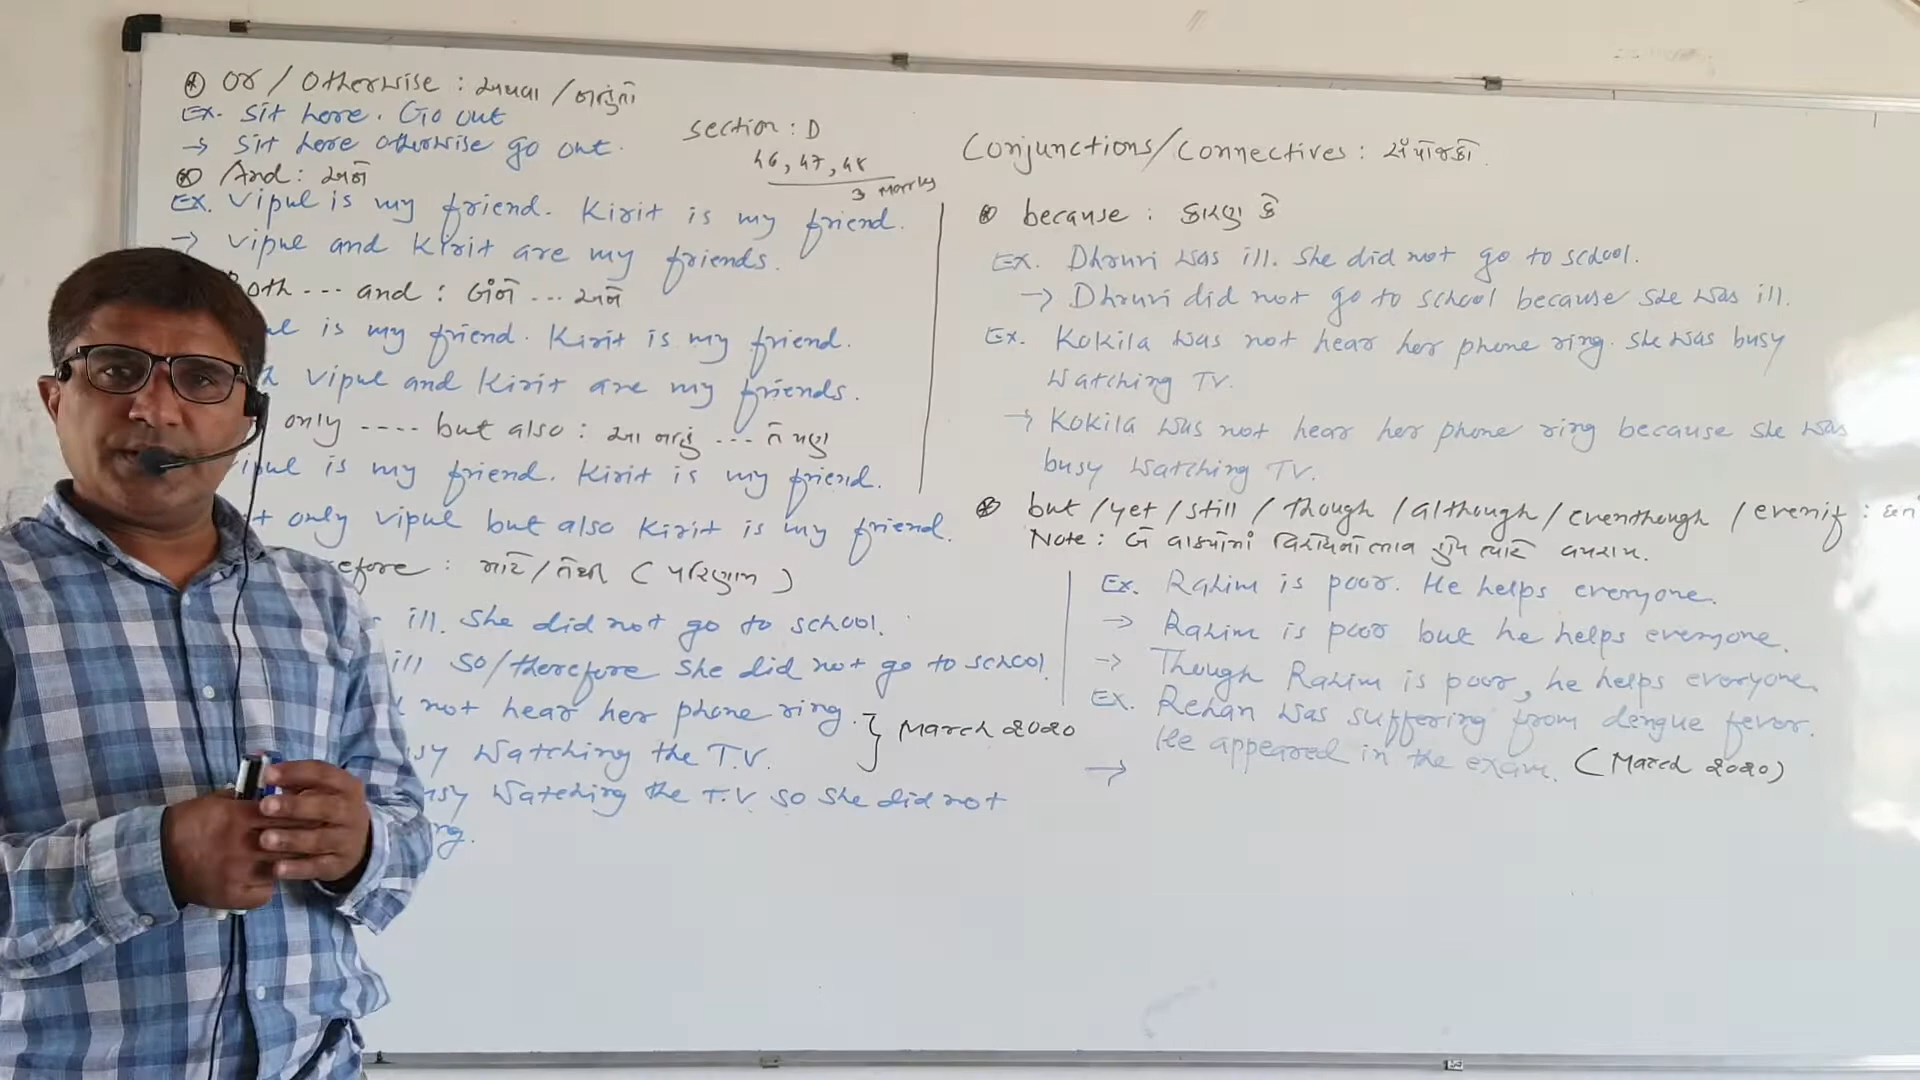 or / otherwise : અથવા / નહીંતો
Ex. Sit here. Go out
→ Sit here otherwise go out.
And : અને
Ex. Vipul is my friend. Kirit is my friend.
→ Vipul and Kirit are my friends.
oth --- and : બંને ... અને
ul is my friend. Kirit is my friend.
Vipul and Kirit are my friends.
only ---- but also : આ નહીં ... તે પણ
ipul is my friend. Kirit is my friend.
t only Vipul but also Kirit is my friend.
refore : માટે / તેથી ( પરિણામ )
ill. She did not go to school.
ill so/therefore she did not go to school.
not hear her phone ring. } March 2020
sy watching the T.V.
usy watching the T.V so she did not
ng.
Section : D
46, 47, 48
3 Marks
Conjunctions/Connectives : સંયોજકો.
because : કારણ કે
Ex. Dhruvi was ill. She did not go to school.
→ Dhruvi did not go to school because she was ill.
Ex. Kokila was not hear her phone ring. She was busy
watching TV.
→ Kokila was not hear her phone ring because she was
busy watching TV.
but /yet /still / though /although / eventhough / evenif :
Note : બે વાક્યોમાં વિરોધનો ભાવ હોય ત્યારે વપરાય.
Ex. Rahim is poor. He helps everyone.
→ Rahim is poor but he helps everyone.
→ Though Rahim is poor, he helps everyone.
Ex. Rehan was suffering from dengue fever.
He appeared in the exam. (March 2020)
→